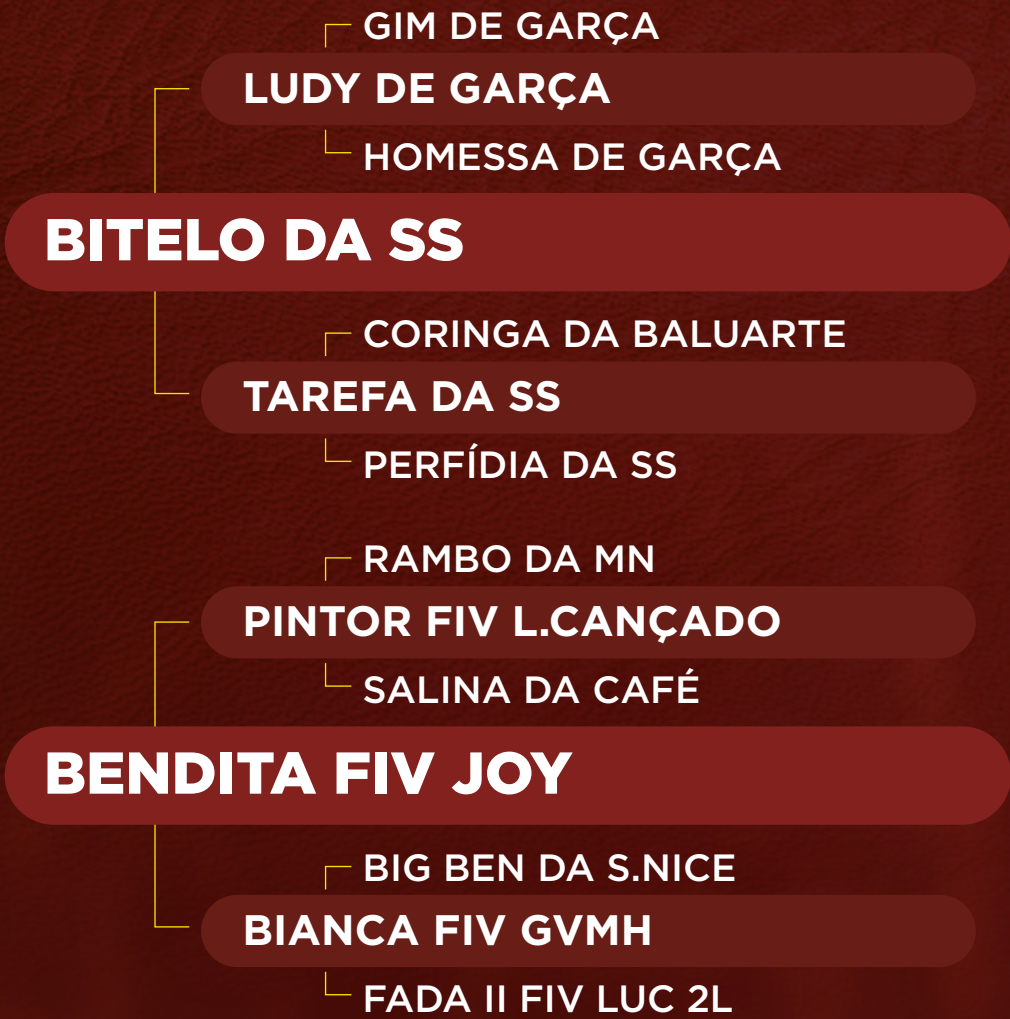 GIM DE GARÇA
LUDY DE GARÇA
HOMESSA DE GARÇA
BITELO DA SS
CORINGA DA BALUARTE
TAREFA DA SS
PERFÍDIA DA SS
RAMBO DA MN
PINTOR FIV L.CANÇADO
SALINA DA CAFÉ
BENDITA FIV JOY
BIG BEN DA S.NICE
BIANCA FIV GVMH
FADA II FIV LUC 2L